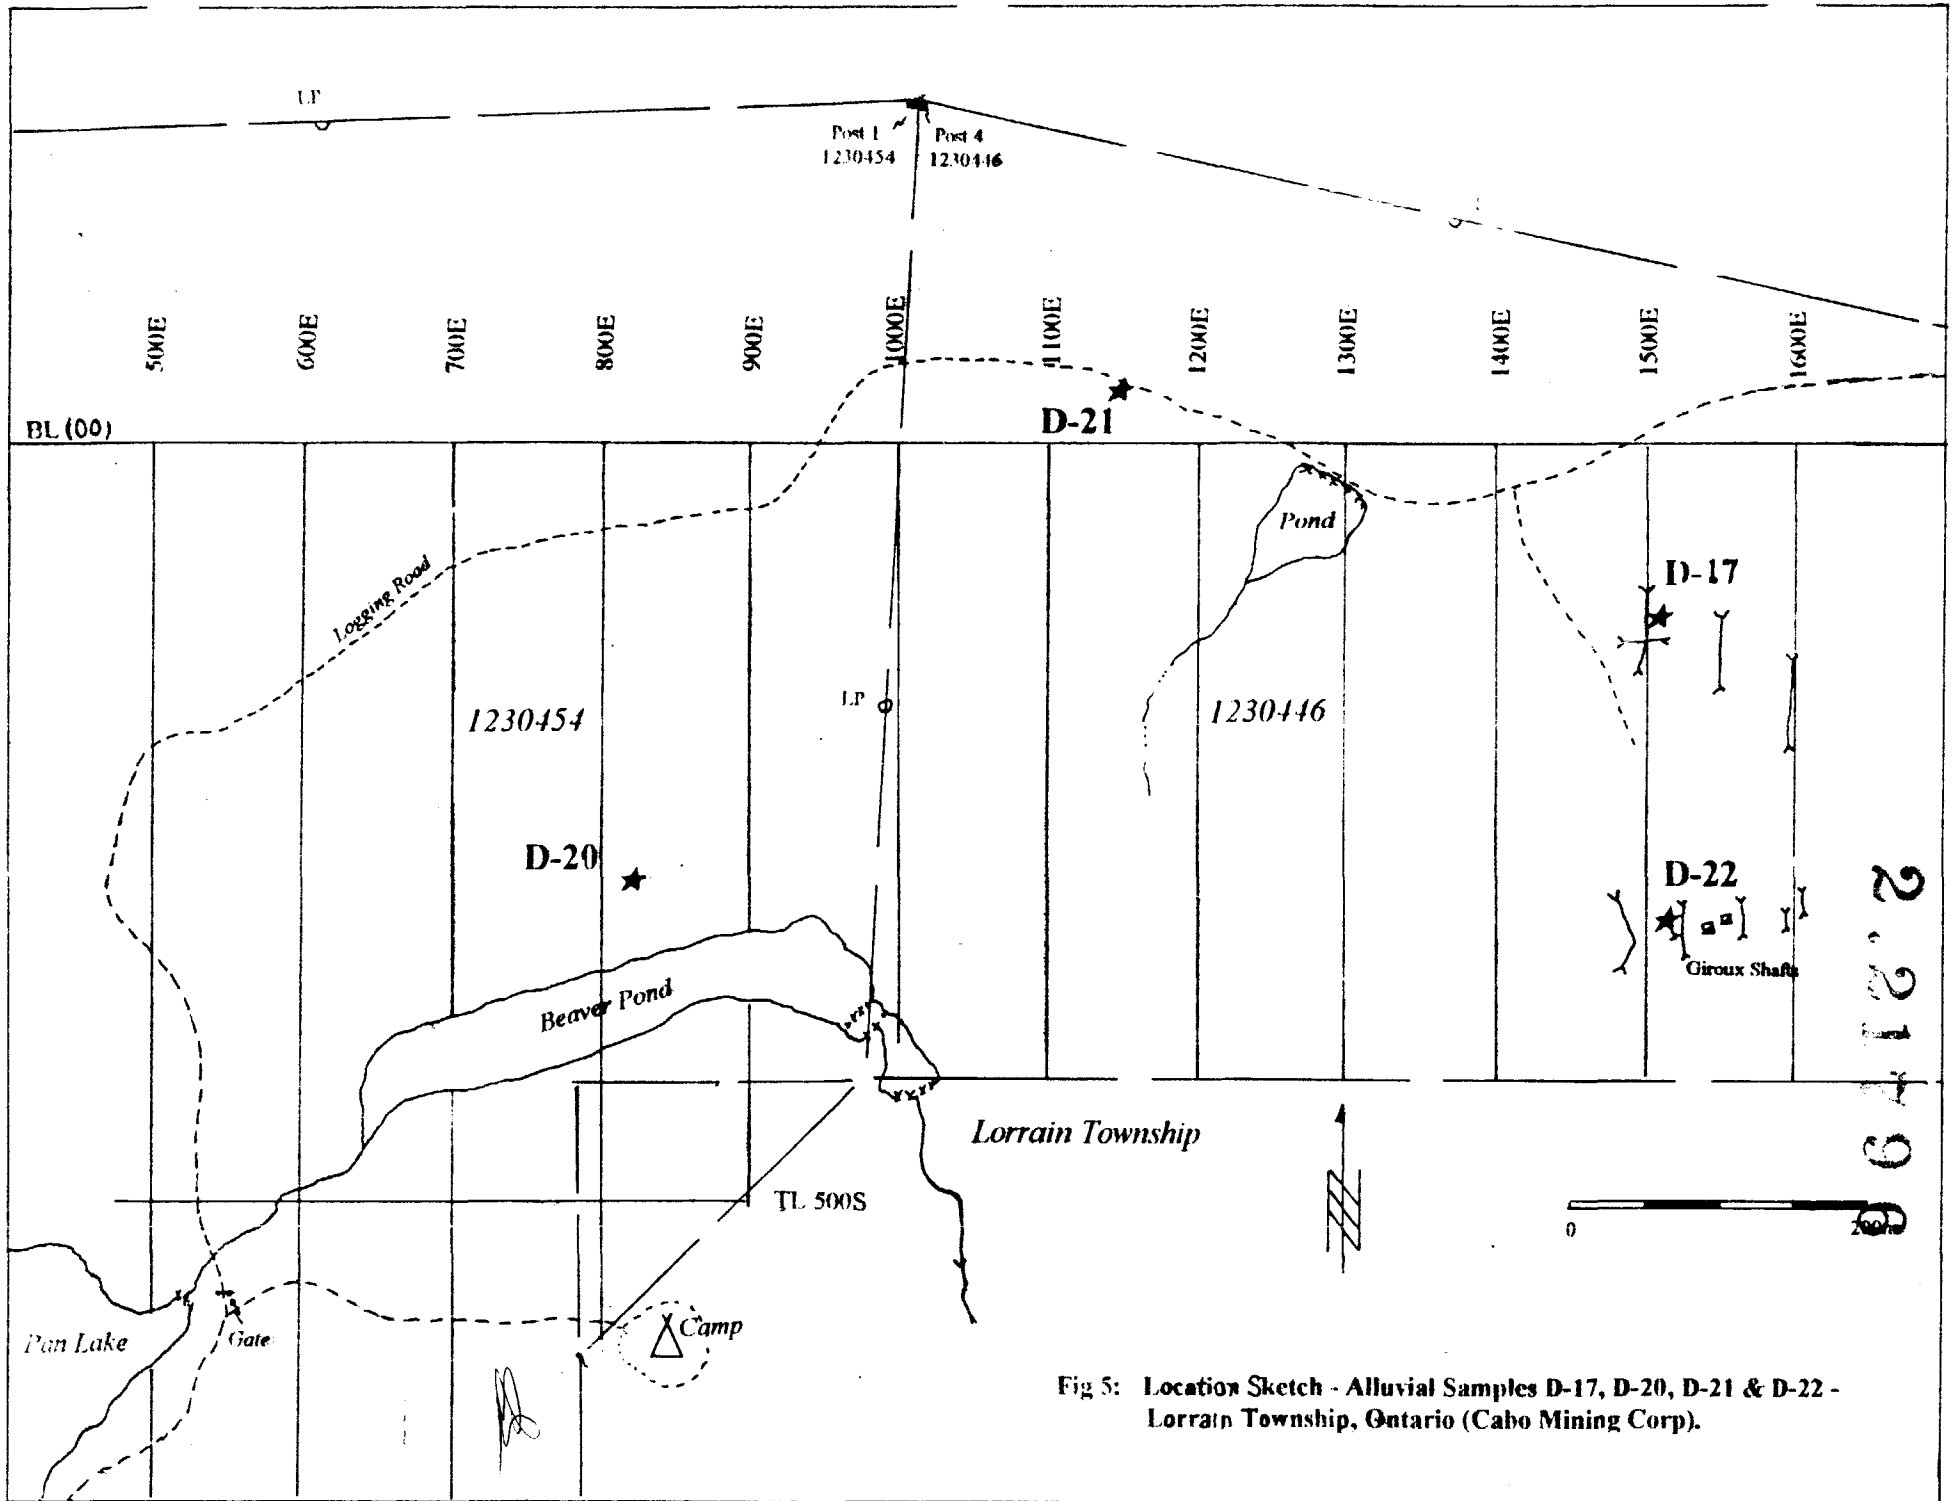 LP
Post 1
1230454
Post 4
1230446
500E
600E
700E
800E
900E
1000E
1100E
1200E
1300E
1400E
1500E
1600E
D-21
BL (00)
Pond
Logging Road
D-17
LP
1230454
1230446
D-20
D-22
Giroux Shafts
Beaver Pond
Lorrain Township
TL 500S
0
Pan Lake
Gate
Camp
Fig 5: Location Sketch - Alluvial Samples D-17, D-20, D-21 & D-22 -
Lorrain Township, Ontario (Cabo Mining Corp).